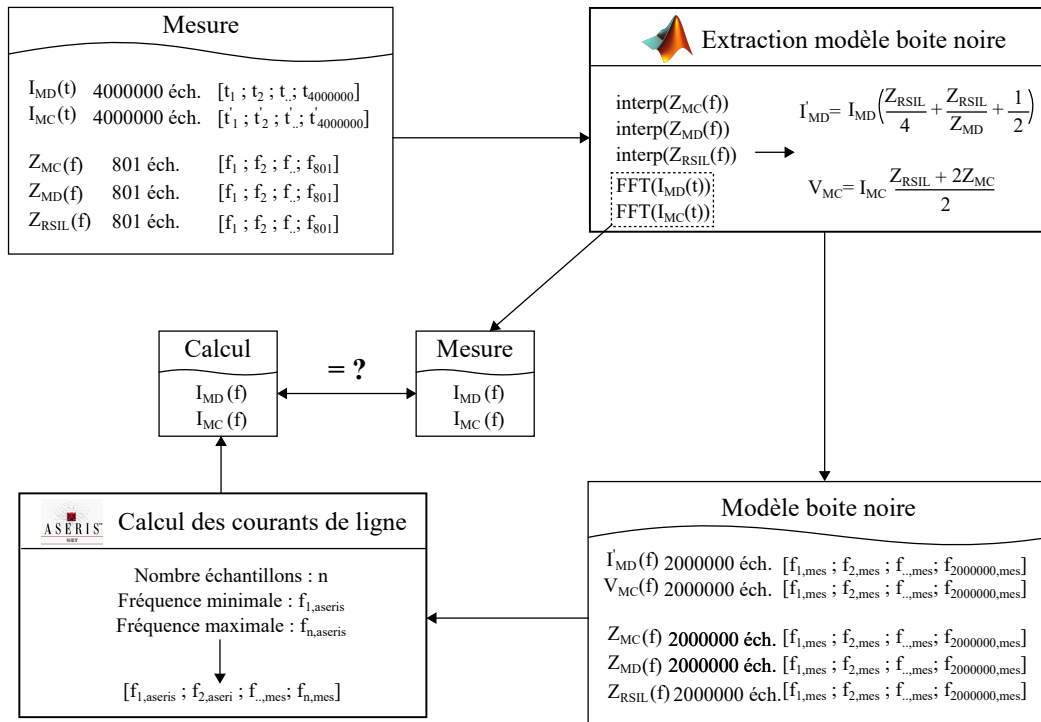 Mesure
I_MD(t) 4000000 éch. [t_1 ; t_2 ; t_..; t_4000000]
I_MC(t) 4000000 éch. [t'_1 ; t'_2 ; t'_..; t'_4000000]
Z_MC(f) 801 éch. [f_1 ; f_2 ; f_..; f_801]
Z_MD(f) 801 éch. [f_1 ; f_2 ; f_..; f_801]
Z_RSIL(f) 801 éch. [f_1 ; f_2 ; f_..; f_801]
Extraction modèle boite noire
interp(Z_MC(f))
interp(Z_MD(f))
interp(Z_RSIL(f))
FFT(I_MD(t))
FFT(I_MC(t))
I'_MD = I_MD(Z_RSIL/4 + Z_RSIL/Z_MD + 1/2)
V_MC = I_MC (Z_RSIL + 2Z_MC)/2
Calcul
I_MD(f)
I_MC(f)
= ?
Mesure
I_MD(f)
I_MC(f)
ASERIS
Calcul des courants de ligne
Nombre échantillons : n
Fréquence minimale : f_1,aseris
Fréquence maximale : f_n,aseris
[f_1,aseris ; f_2,aseri ; f_..,mes; f_n,mes]
Modèle boite noire
I'_MD(f) 2000000 éch. [f_1,mes ; f_2,mes ; f_..,mes; f_2000000,mes]
V_MC(f) 2000000 éch. [f_1,mes ; f_2,mes ; f_..,mes; f_2000000,mes]
Z_MC(f) 2000000 éch. [f_1,mes ; f_2,mes ; f_..,mes; f_2000000,mes]
Z_MD(f) 2000000 éch. [f_1,mes ; f_2,mes ; f_..,mes; f_2000000,mes]
Z_RSIL(f) 2000000 éch. [f_1,mes ; f_2,mes ; f_..,mes; f_2000000,mes]